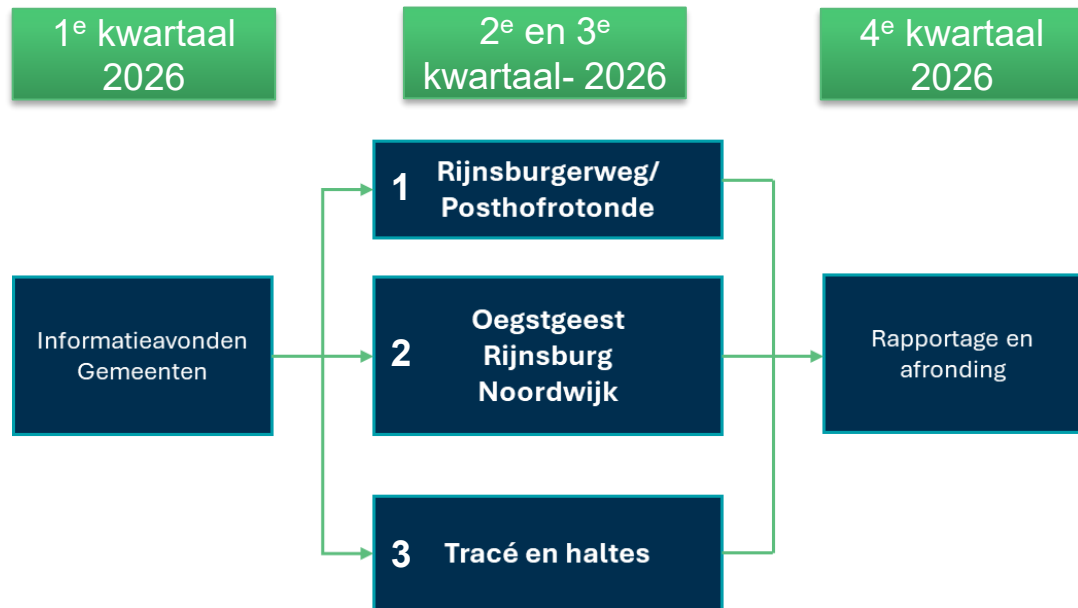 1e kwartaal
2026
2e en 3e
kwartaal- 2026
4e kwartaal
2026
Informatieavonden
Gemeenten
1 Rijnsburgerweg/
Posthofrotonde
2 Oegstgeest
Rijnsburg
Noordwijk
3 Tracé en haltes
Rapportage en
afronding